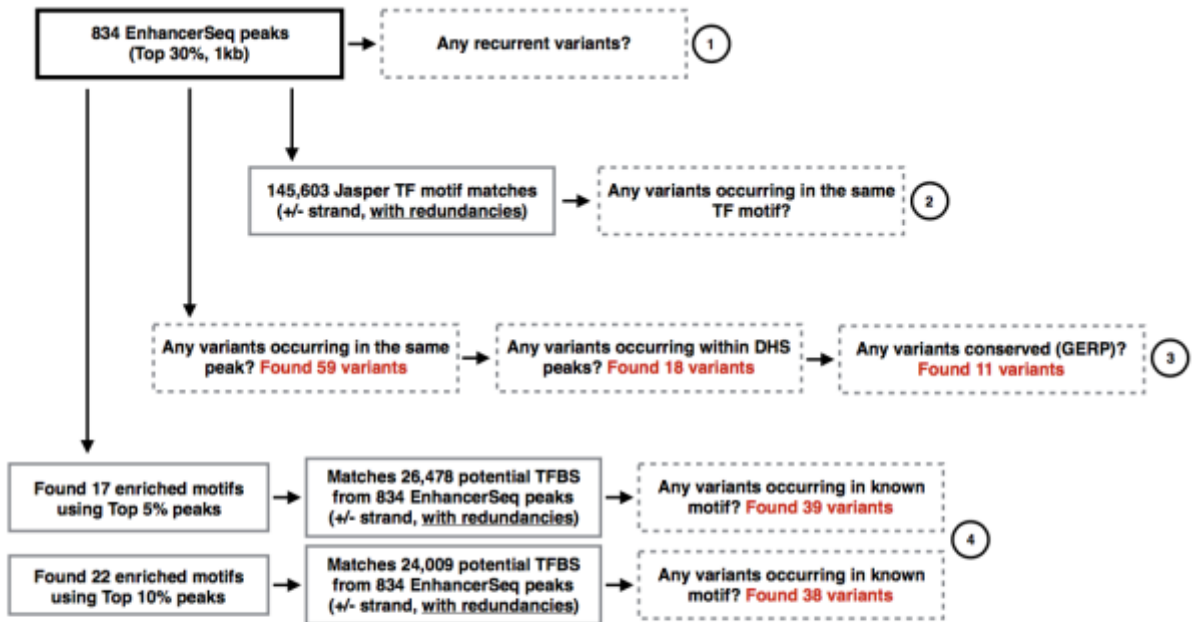 834 EnhancerSeq peaks
(Top 30%, 1kb)
Any recurrent variants?
1
145,603 Jasper TF motif matches
(+/- strand, with redundancies)
Any variants occurring in the same
TF motif?
2
Any variants occurring in the same
peak? Found 59 variants
Any variants occurring within DHS
peaks? Found 18 variants
Any variants conserved (GERP)?
Found 11 variants
3
Found 17 enriched motifs
using Top 5% peaks
Matches 26,478 potential TFBS
from 834 EnhancerSeq peaks
(+/- strand, with redundancies)
Any variants occurring in known
motif? Found 39 variants
4
Found 22 enriched motifs
using Top 10% peaks
Matches 24,009 potential TFBS
from 834 EnhancerSeq peaks
(+/- strand, with redundancies)
Any variants occurring in known
motif? Found 38 variants